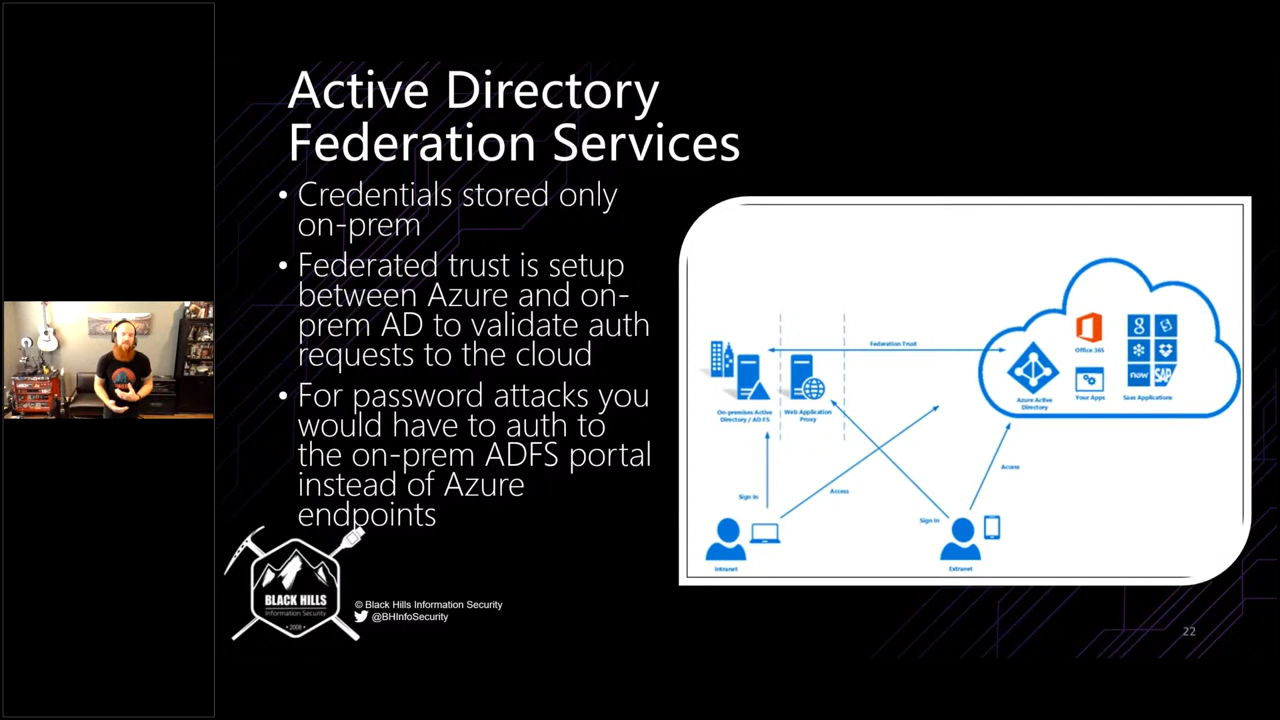 Active Directory
Federation Services
• Credentials stored only
on-prem
• Federated trust is setup
between Azure and on-
prem AD to validate auth
requests to the cloud
• For password attacks you
would have to auth to
the on-prem ADFS portal
instead of Azure
endpoints
Federation Trust
On-premises Active
Directory / AD FS
Web Application
Proxy
Office 365
Azure Active
Directory
Your Apps
now
SAP
SaaS Applications
Sign In
Access
Sign In
Access
Intranet
Extranet
BLACK HILLS
Information Security
• 2008 •
© Black Hills Information Security
@BHInfoSecurity
22